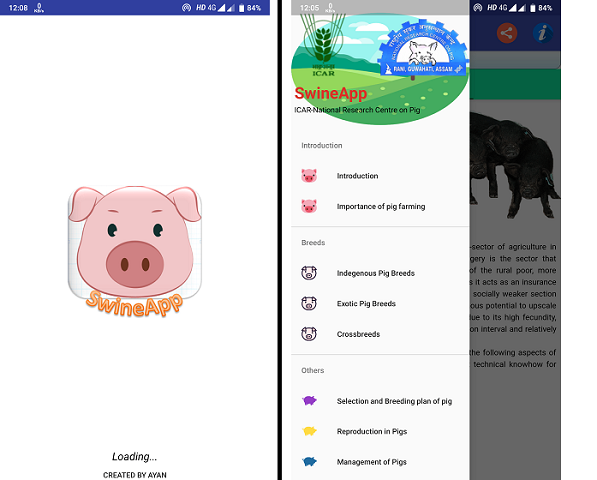 12:08
0
KB/s
HD 4G
84%
SwineApp
Loading...
CREATED BY AYAN
12:05
0
KB/s
HD 4G
84%
ICAR
RANI, GUWAHATI, ASSAM
SwineApp
ICAR-National Research Centre on Pig
Introduction
Introduction
Importance of pig farming
Breeds
Indegenous Pig Breeds
Exotic Pig Breeds
Crossbreeds
Others
Selection and Breeding plan of pig
Reproduction in Pigs
Management of Pigs
-sector of agriculture in
gery is the sector that
of the rural poor, more
s it acts as an insurance
socially weaker section
ous potential to upscale
ue to its high fecundity,
on interval and relatively
the following aspects of
technical knowhow for